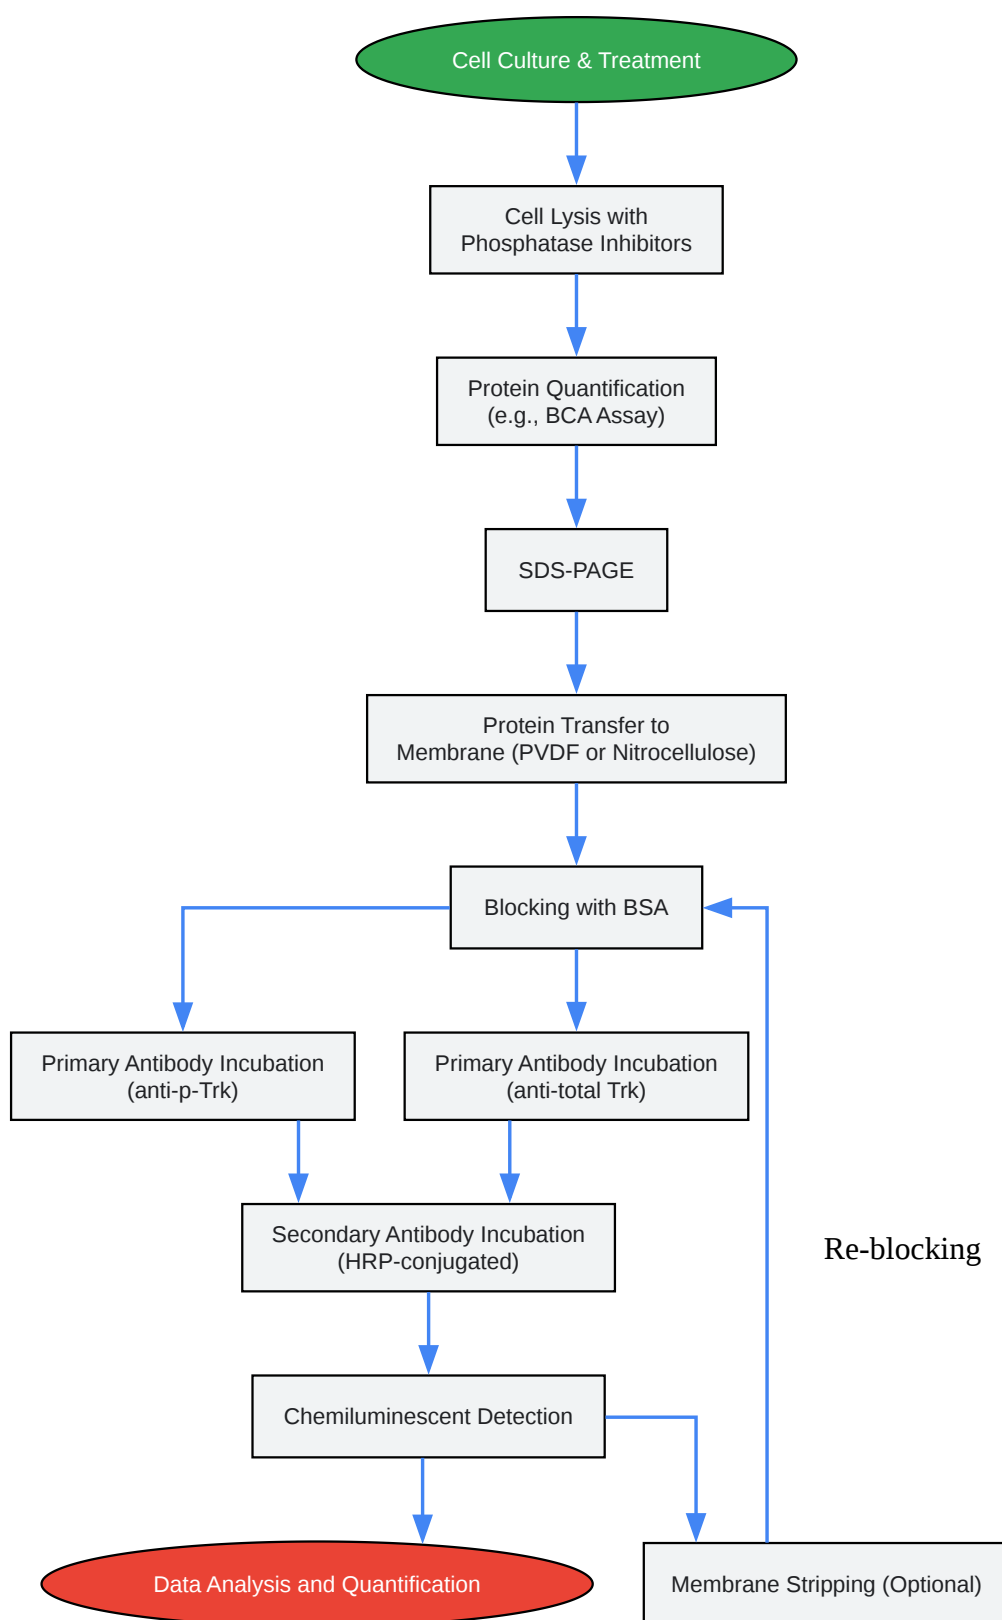 Cell Culture & Treatment
Cell Lysis with
Phosphatase Inhibitors
Protein Quantification
(e.g., BCA Assay)
SDS-PAGE
Protein Transfer to
Membrane (PVDF or Nitrocellulose)
Blocking with BSA
Primary Antibody Incubation
(anti-p-Trk)
Primary Antibody Incubation
(anti-total Trk)
Secondary Antibody Incubation
(HRP-conjugated)
Re-blocking
Chemiluminescent Detection
Data Analysis and Quantification
Membrane Stripping (Optional)